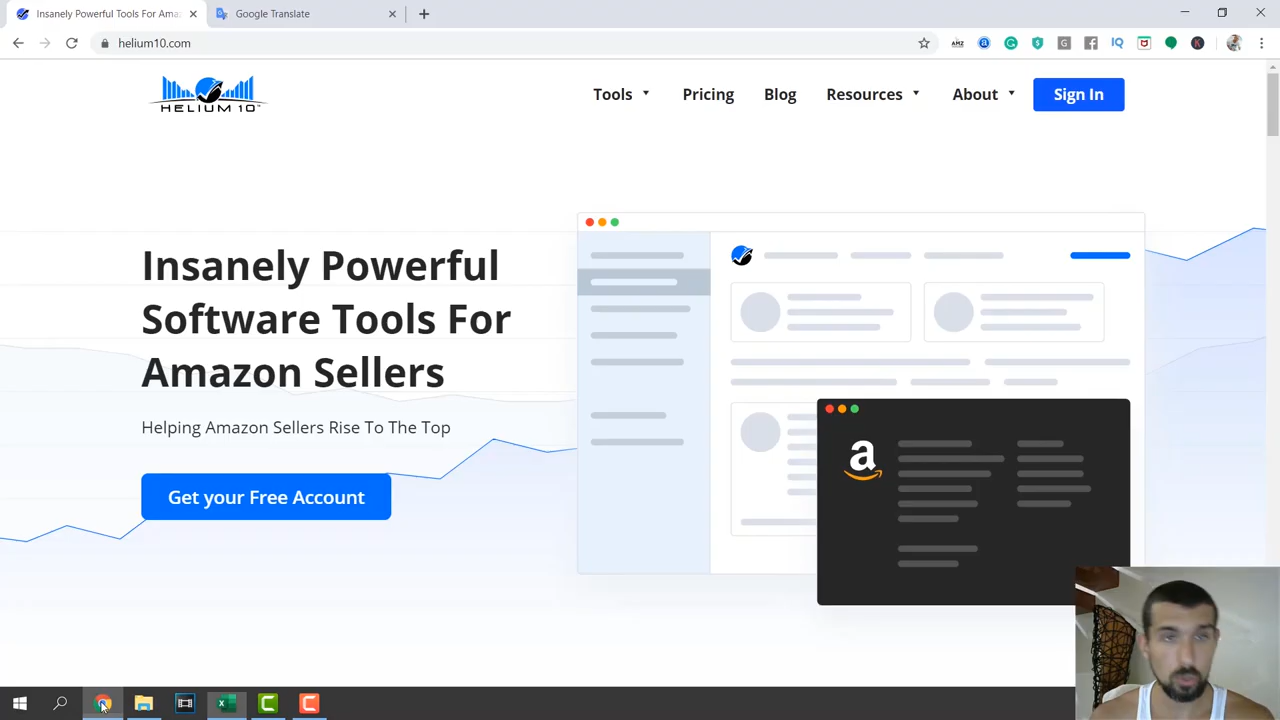 Insanely Powerful Tools For Ama
Google Translate
helium10.com
HELIUM 10
Tools
Pricing
Blog
Resources
About
Sign In
Insanely Powerful
Software Tools For
Amazon Sellers
Helping Amazon Sellers Rise To The Top
Get your Free Account
a